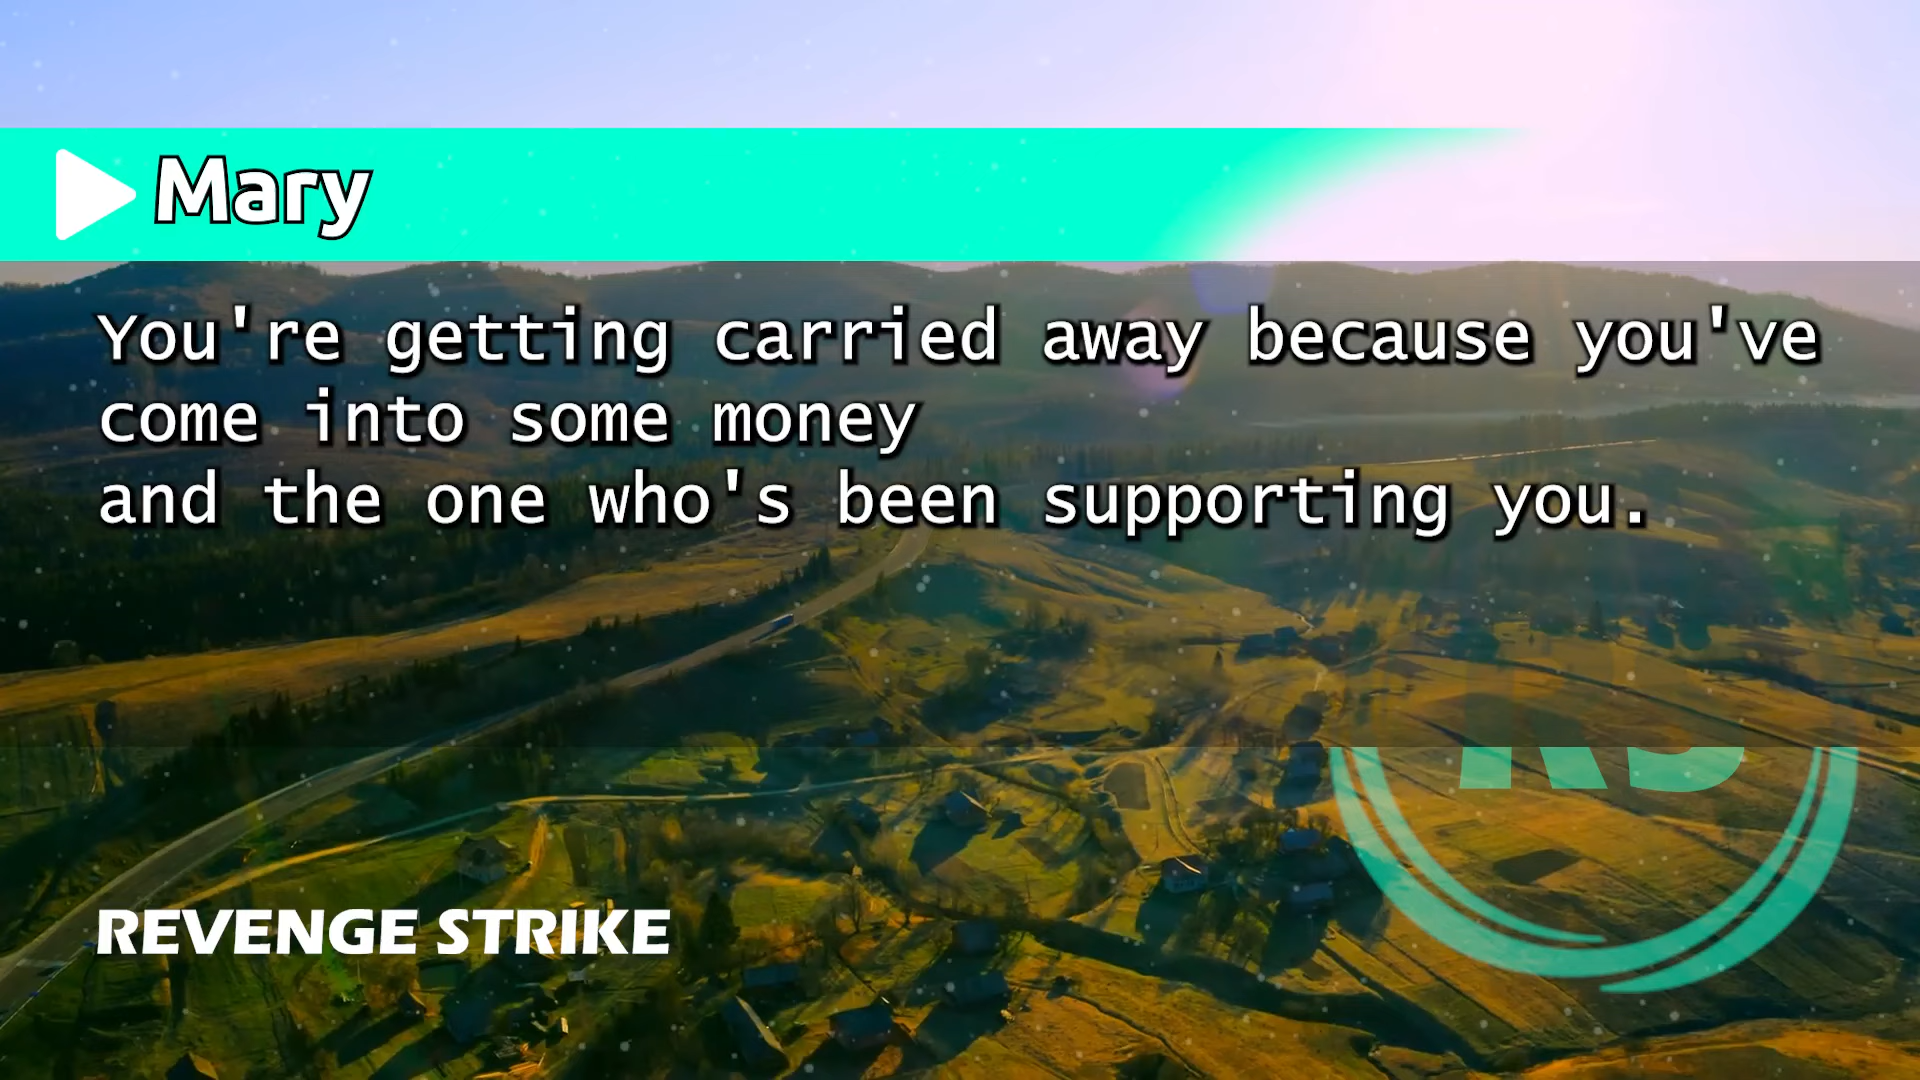 Mary
You're getting carried away because you've
come into some money
and the one who's been supporting you.
REVENGE STRIKE